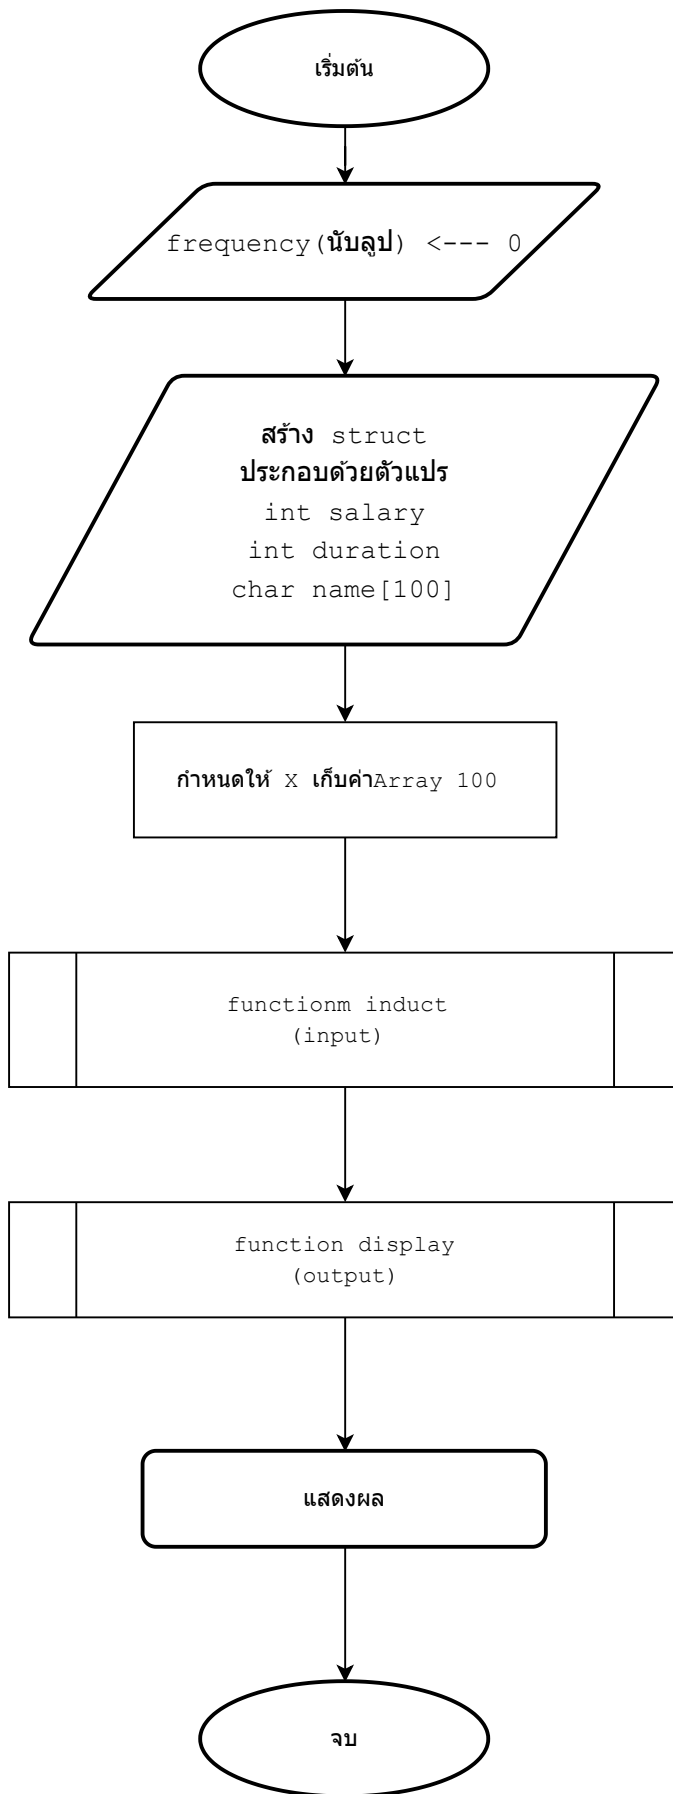 เริ่มต้น
frequency(นับลูป) <--- 0
สร้าง struct
ประกอบด้วยตัวแปร
int salary
int duration
char name[100]
กำหนดให้ X เก็บค่าArray 100
functionm induct
(input)
function display
(output)
แสดงผล
จบ